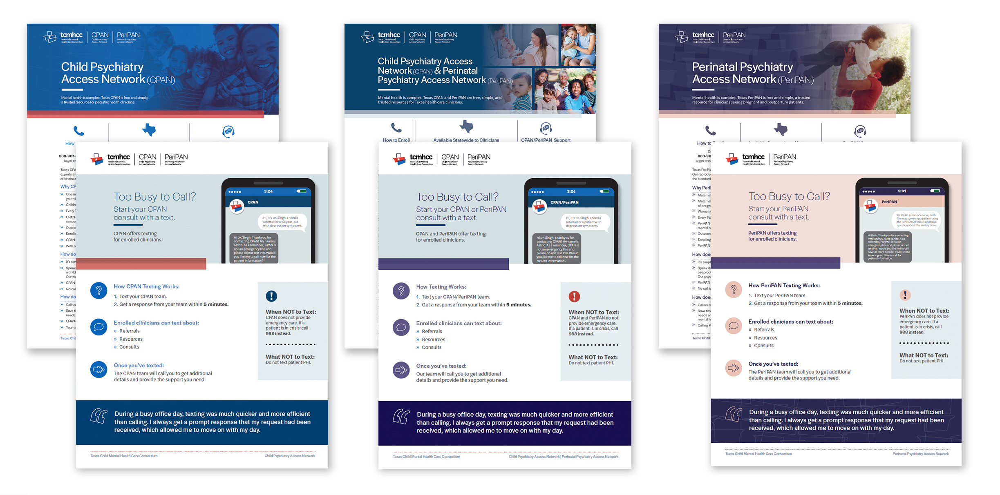 tcmhcc
Texas Child Mental
Health Care Consortium
CPAN
Child Psychiatry
Access Network
PeriPAN
Perinatal Psychiatry
Access Network
Child Psychiatry
Access Network (CPAN)
Mental health is complex. Texas CPAN is free and simple,
a trusted resource for pediatric health clinicians.
How
888-901-
to get en
Texas CPA
experts ar
offer one-t
Why CP
» One in
youth
» Childre
» Every T
» CPAN
conce
» Outco
» Enrolli
» CPAN
» With o
How do
» It's sim
» Speak
a child
Our ps
» CPAN
» No cal
How do
» Call us
» Save ti
needs
» CPAN
» Your ti
Texas Chil
tcmhcc
Texas Child Mental
Health Care Consortium
CPAN
Child Psychiatry
Access Network
PeriPAN
Perinatal Psychiatry
Access Network
Too Busy to Call?
Start your CPAN
consult with a text.
CPAN offers texting
for enrolled clinicians.
3:24
CPAN
Hi, it's Dr. Singh. I need a
referral for a 13-year-old
with depression symptoms.
Hi Dr. Singh. Thank you for
contacting CPAN! My name is
Astrid. As a reminder, CPAN is
not an emergency line and
please do not text PHI. Would
you like me to call now for the
patient information?
How CPAN Texting Works:
1. Text your CPAN team.
2. Get a response from your team within 5 minutes.
Enrolled clinicians can text about:
» Referrals
» Resources
» Consults
Once you've texted:
The CPAN team will call you to get additional
details and provide the support you need.
!
When NOT to Text:
CPAN does not provide
emergency care. If a
patient is in crisis, call
988 instead.
What NOT to Text:
Do not text patient PHI.
During a busy office day, texting was much quicker and more efficient
than calling. I always get a prompt response that my request had been
received, which allowed me to move on with my day.
Texas Child Mental Health Care Consortium
Child Psychiatry Access Network
tcmhcc
Texas Child Mental
Health Care Consortium
CPAN
Child Psychiatry
Access Network
PeriPAN
Perinatal Psychiatry
Access Network
Child Psychiatry Access
Network (CPAN) & Perinatal
Psychiatry Access Network (PeriPAN)
Mental health is complex. Texas CPAN and PeriPAN are free, simple, and
trusted resources for Texas health care clinicians.
How to Enroll
Available Statewide to Clinicians
CPAN/PeriPAN Support
tcmhcc
Texas Child Mental
Health Care Consortium
CPAN
Child Psychiatry
Access Network
PeriPAN
Perinatal Psychiatry
Access Network
Too Busy to Call?
Start your CPAN or PeriPAN
consult with a text.
CPAN and PeriPAN offer texting
for enrolled clinicians.
3:24
CPAN/PeriPAN
Hi, it's Dr. Singh. I need a
referral for a patient with
depression symptoms.
Hi Dr. Singh. Thank you for
contacting CPAN! My name is
Astrid. As a reminder, CPAN is
not an emergency line and
please do not text PHI. Would
you like me to call now for the
patient information?
How Texting Works:
1. Text your CPAN/PeriPAN team.
2. Get a response from your team within 5 minutes.
Enrolled clinicians can text about:
» Referrals
» Resources
» Consults
Once you've texted:
Our team will call you to get additional
details and provide the support you need.
!
When NOT to Text:
CPAN and PeriPAN do not
provide emergency care.
If a patient is in crisis, call
988 instead.
What NOT to Text:
Do not text patient PHI.
During a busy office day, texting was much quicker and more efficient
than calling. I always get a prompt response that my request had been
received, which allowed me to move on with my day.
Texas Child Mental Health Care Consortium
Child Psychiatry Access Network | Perinatal Psychiatry Access Network
tcmhcc
Texas Child Mental
Health Care Consortium
PeriPAN
Perinatal Psychiatry
Access Network
Perinatal Psychiatry
Access Network (PeriPAN)
Mental health is complex. Texas PeriPAN is free and simple, a trusted
resource for clinicians seeing pregnant and postpartum patients.
How to
Ca
888-90
to get enro
Texas PeriPA
Our reprodu
the standard
Why Peri
» Maternal
» Maternal
of pregna
» Women
» Every Te
» PeriPAN
mental h
» Outcome
» Enrolling
» PeriPAN
How does
» It's simpl
» Speak di
a reprod
Our psyc
» PeriPAN
» No call is
How does
» Call us a
» Save time
needs an
mental h
» Calling P
Texas Child
tcmhcc
Texas Child Mental
Health Care Consortium
PeriPAN
Perinatal Psychiatry
Access Network
Too Busy to Call?
Start your PeriPAN
consult with a text.
PeriPAN offers texting
for enrolled clinicians.
9:01
PeriPAN
Hi, it's Dr. Fredrick's nurse, Beth.
She was screening a patient using
the PeriPAN OB toolkit and has a
question about the anxiety score.
Hi Beth. Thank you for contacting
PeriPAN! My name is Alex. As a
reminder, PeriPAN is not an
emergency line and please do not
text PHI. Would you like me to call
now for more details? If not, let me
know a good time to call for
patient information.
How PeriPAN Texting Works:
1. Text your PeriPAN team.
2. Get a response from your team within 5 minutes.
Enrolled clinicians can text about:
» Referrals
» Resources
» Consults
Once you've texted:
The PeriPAN team will call you to get additional
details and provide the support you need.
!
When NOT to Text:
PeriPAN does not provide
emergency care. If a
patient is in crisis, call
988 instead.
What NOT to Text:
Do not text patient PHI.
During a busy office day, texting was much quicker and more efficient
than calling. I always get a prompt response that my request had been
received, which allowed me to move on with my day.
Texas Child Mental Health Care Consortium
Perinatal Psychiatry Access Network